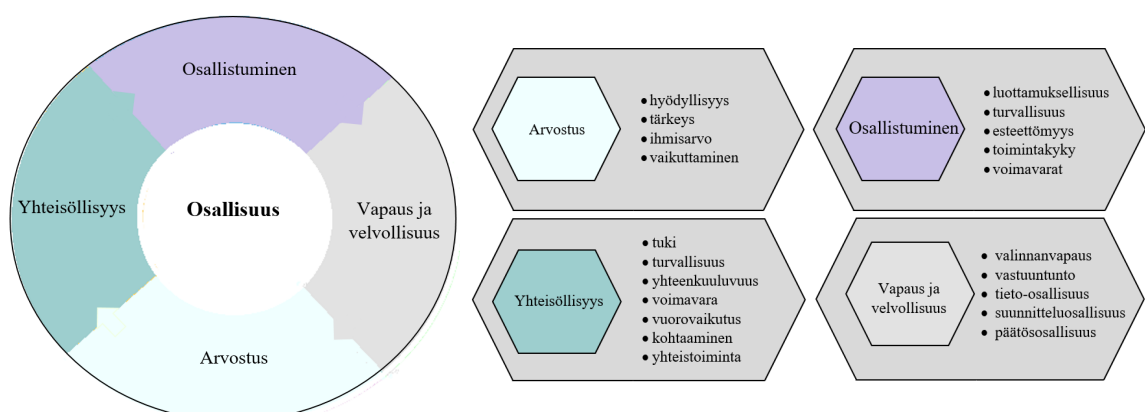 Osallistuminen
Yhteisöllisyys
Osallisuus
Vapaus ja
velvollisuus
Arvostus
Arvostus
● hyödyllisyys
● tärkeys
● ihmisarvo
● vaikuttaminen
Osallistuminen
● luottamuksellisuus
● turvallisuus
● esteettömyys
● toimintakyky
● voimavarat
Yhteisöllisyys
● tuki
● turvallisuus
● yhteenkuuluvuus
● voimavara
● vuorovaikutus
● kohtaaminen
● yhteistoiminta
Vapaus ja
velvollisuus
● valinnanvapaus
● vastuuntunto
● tieto-osallisuus
● suunnitteluosallisuus
● päätösosallisuus